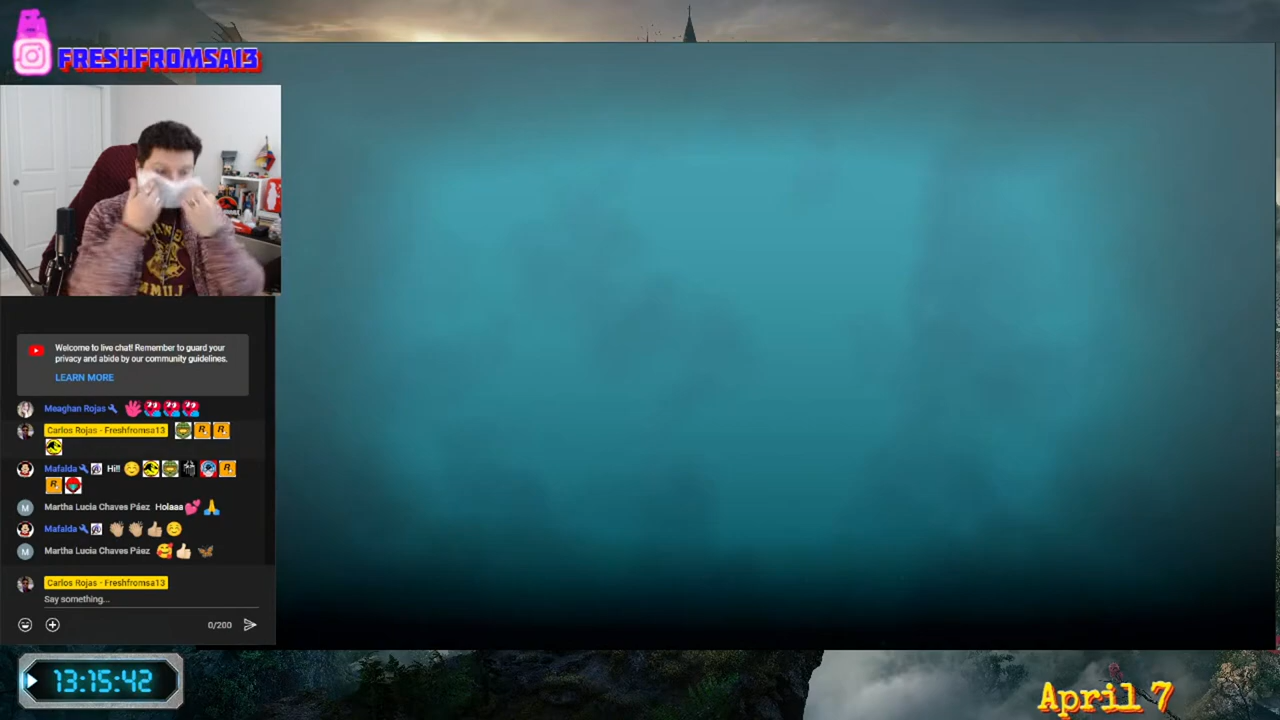 FRESHFROMSA13
Welcome to live chat! Remember to guard your
privacy and abide by our community guidelines.
LEARN MORE
Meaghan Rojas
Carlos Rojas - Freshfromsa13
Mafalda Hi!!
Martha Lucia Chaves Páez Holaaa
Mafalda
Martha Lucia Chaves Páez
Carlos Rojas - Freshfromsa13
Say something...
0/200
13:15:42
April 7